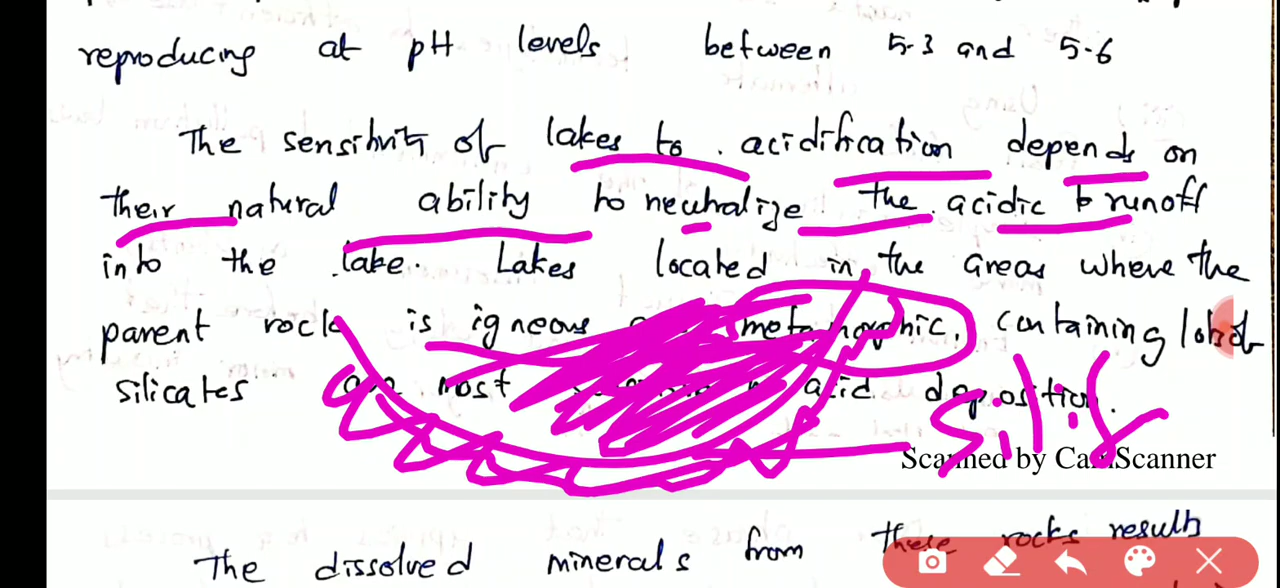 reproducing at pH levels between 5.3 and 5.6
The sensitivity of lakes to acidification depends on
their natural ability to neutralize the acidic runoff
into the lake. Lakes located in the areas where the
parent rock is igneous metamorphic, containing
silicates most acid deposition.
Silis
Scanned by CamScanner
The dissolved minerals from these rocks results